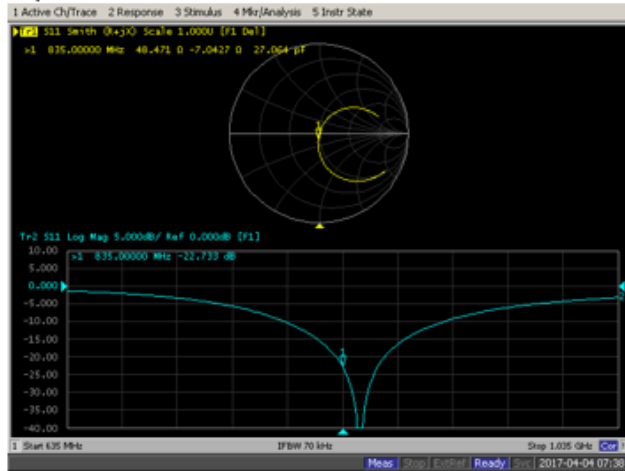 1 Active Ch/Trace 2 Response 3 Stimulus 4 Mkr/Analysis 5 Instr State
Tr1 S11 Smith (R+jX) Scale 1.000U [F1 Del]
>1 835.00000 MHz 48.471 Ω -7.0427 Ω 27.064 pF
1
Tr2 S11 Log Mag 5.000dB/ Ref 0.000dB [F1]
10.00
>1 835.00000 MHz -22.733 dB
5.000
0.000
-5.000
-10.00
-15.00
-20.00
1
-25.00
-30.00
-35.00
-40.00
1 Start 635 MHz IFBW 70 kHz Stop 1.035 GHz Cor
Meas Stop ExtRef Ready Svc 2017-04-04 07:38